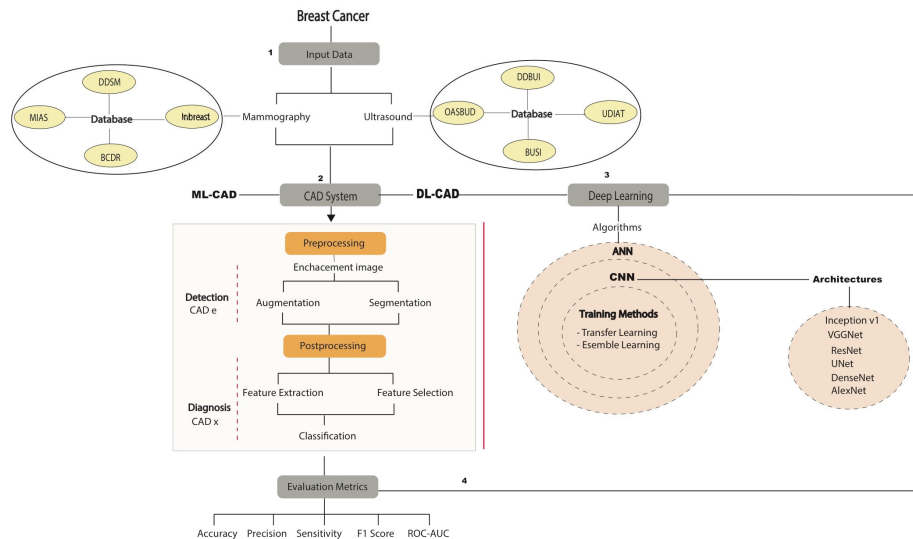 Breast Cancer
1
Input Data
DDSM
MIAS
Database
Inbreast
BCDR
Mammography
Ultrasound
DDBUI
OASBUD
Database
UDIAT
BUSI
2
ML-CAD
CAD System
DL-CAD
3
Deep Learning
Algorithms
ANN
CNN
Training Methods
- Transfer Learning
- Esemble Learning
Architectures
Inception v1
VGGNet
ResNet
UNet
DenseNet
AlexNet
Preprocessing
Enchacement image
Detection
CAD e
Augmentation
Segmentation
Postprocessing
Feature Extraction
Feature Selection
Diagnosis
CAD x
Classification
Evaluation Metrics
4
Accuracy
Precision
Sensitivity
F1 Score
ROC-AUC